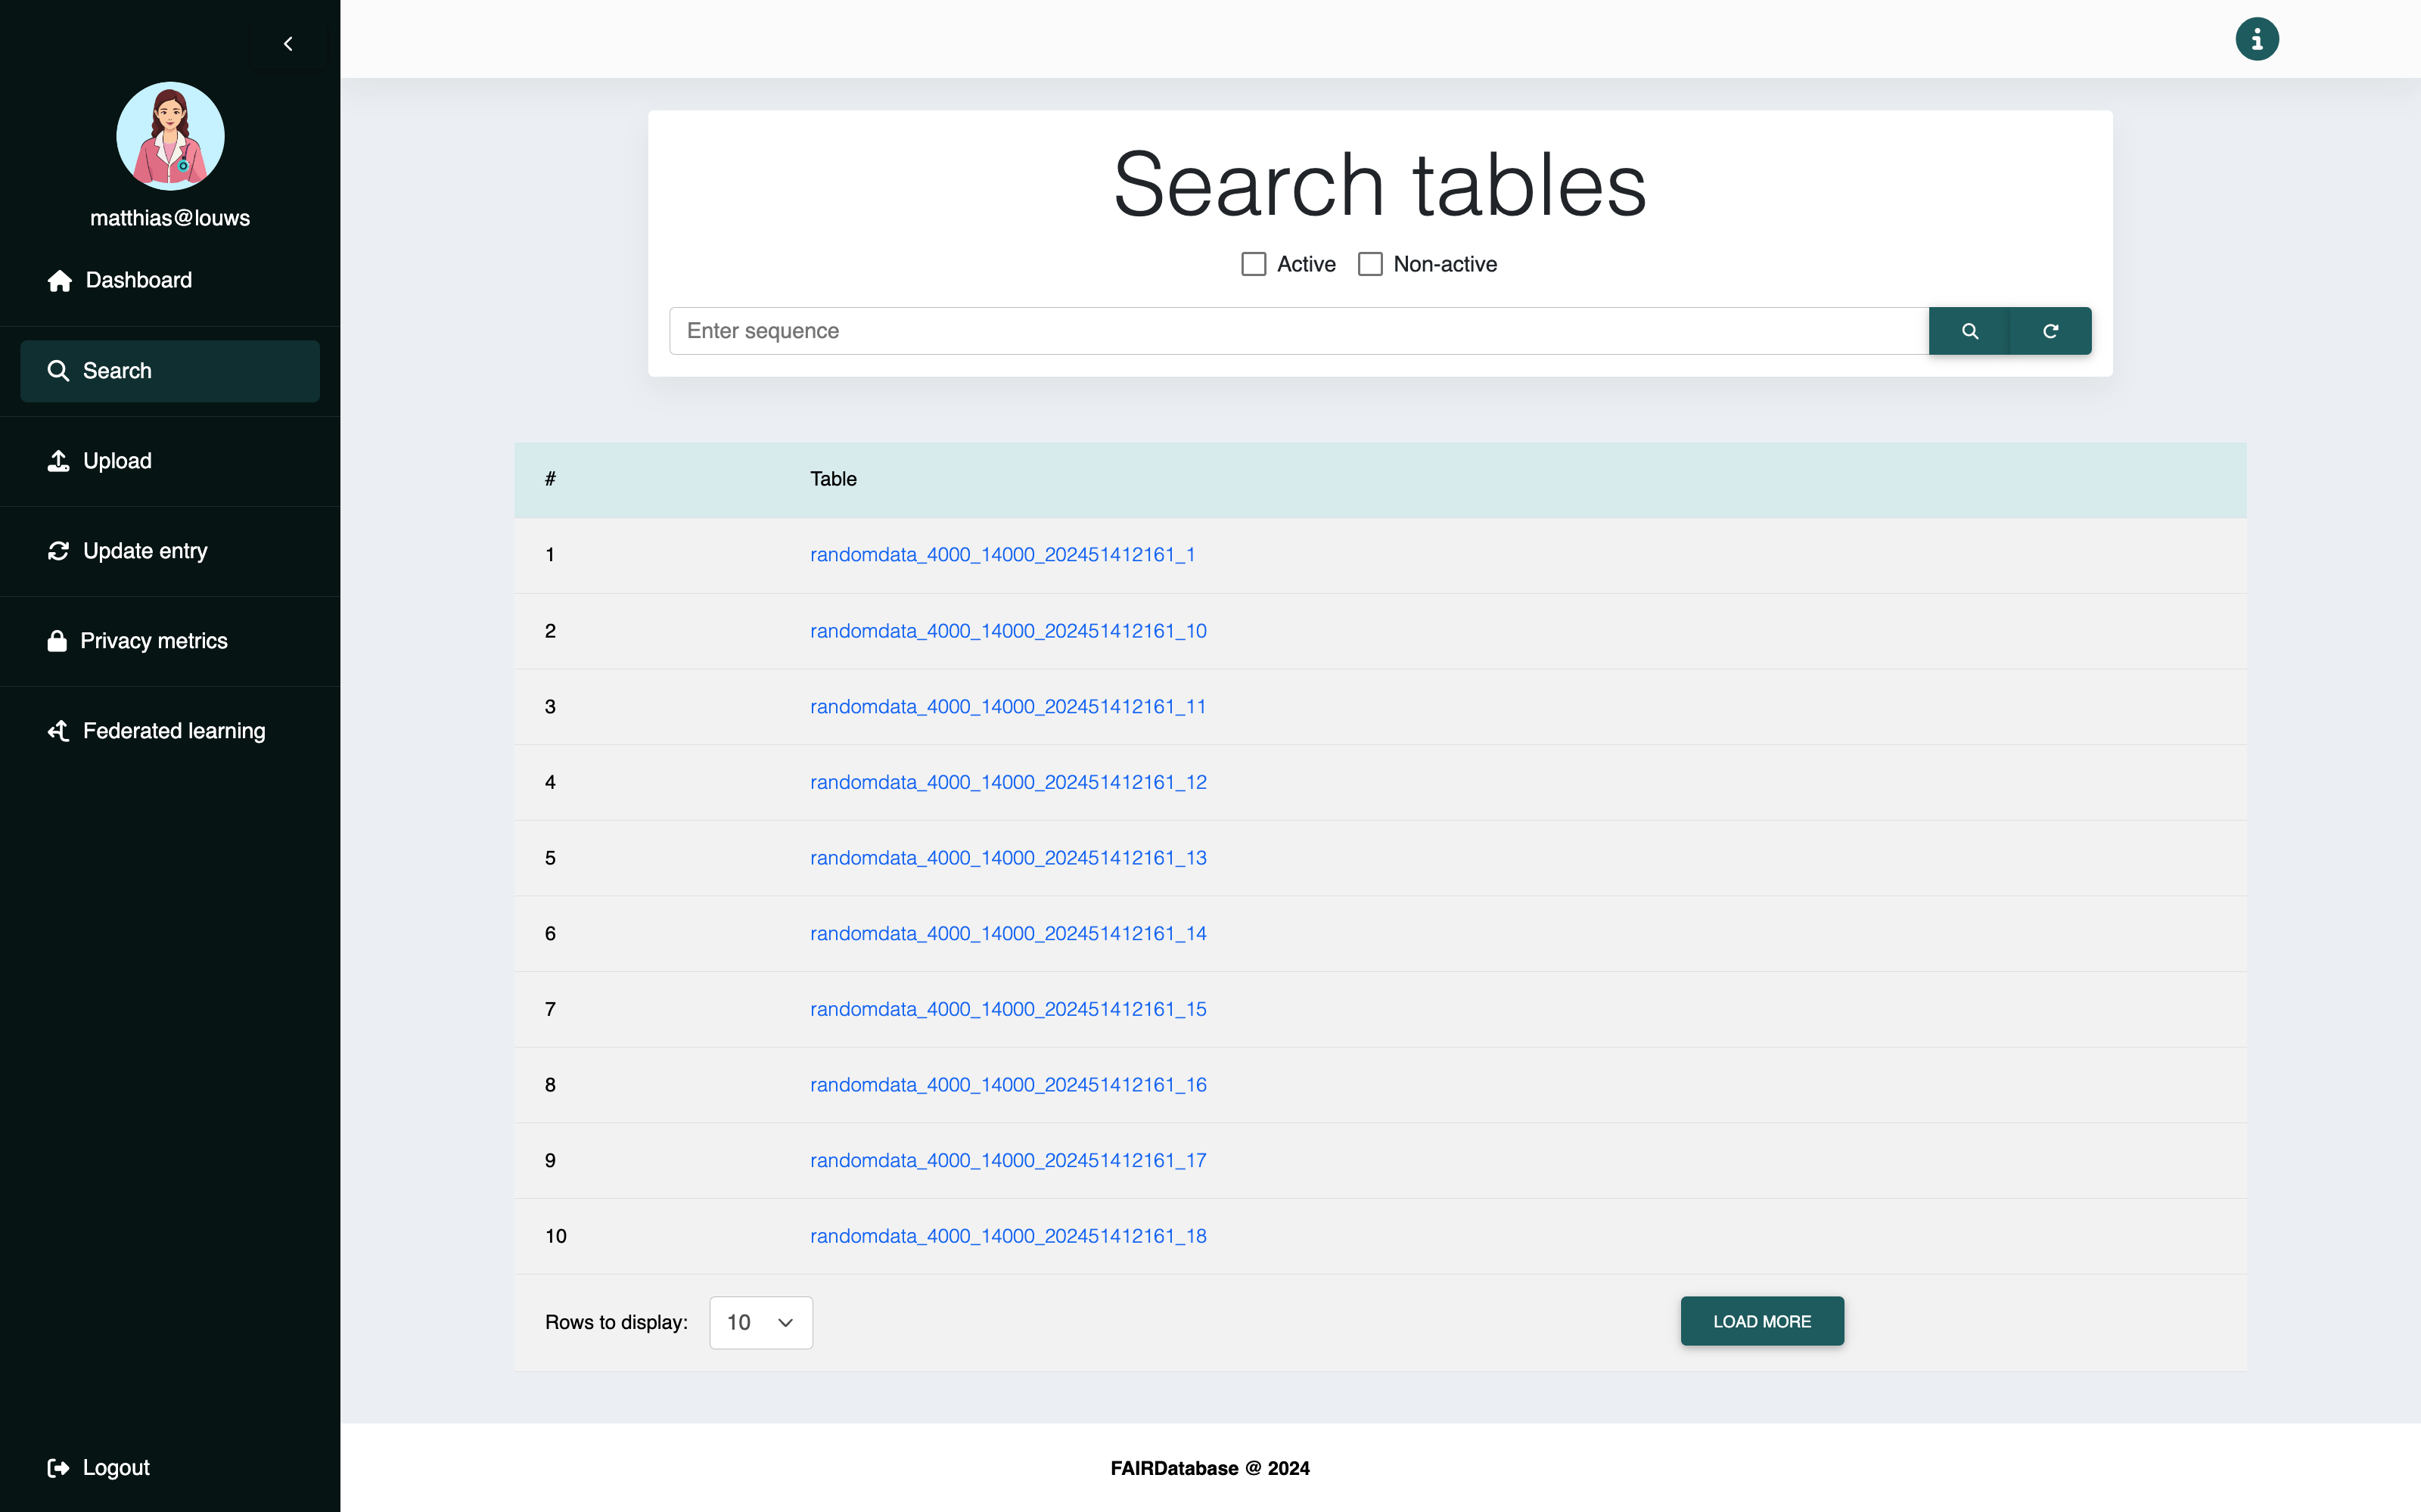 matthias@louws
Dashboard
Search
Upload
Update entry
Privacy metrics
Federated learning
Logout
Search tables
Active Non-active
Enter sequence
# Table
1 randomdata_4000_14000_202451412161_1
2 randomdata_4000_14000_202451412161_10
3 randomdata_4000_14000_202451412161_11
4 randomdata_4000_14000_202451412161_12
5 randomdata_4000_14000_202451412161_13
6 randomdata_4000_14000_202451412161_14
7 randomdata_4000_14000_202451412161_15
8 randomdata_4000_14000_202451412161_16
9 randomdata_4000_14000_202451412161_17
10 randomdata_4000_14000_202451412161_18
Rows to display: 10 LOAD MORE
FAIRDatabase @ 2024